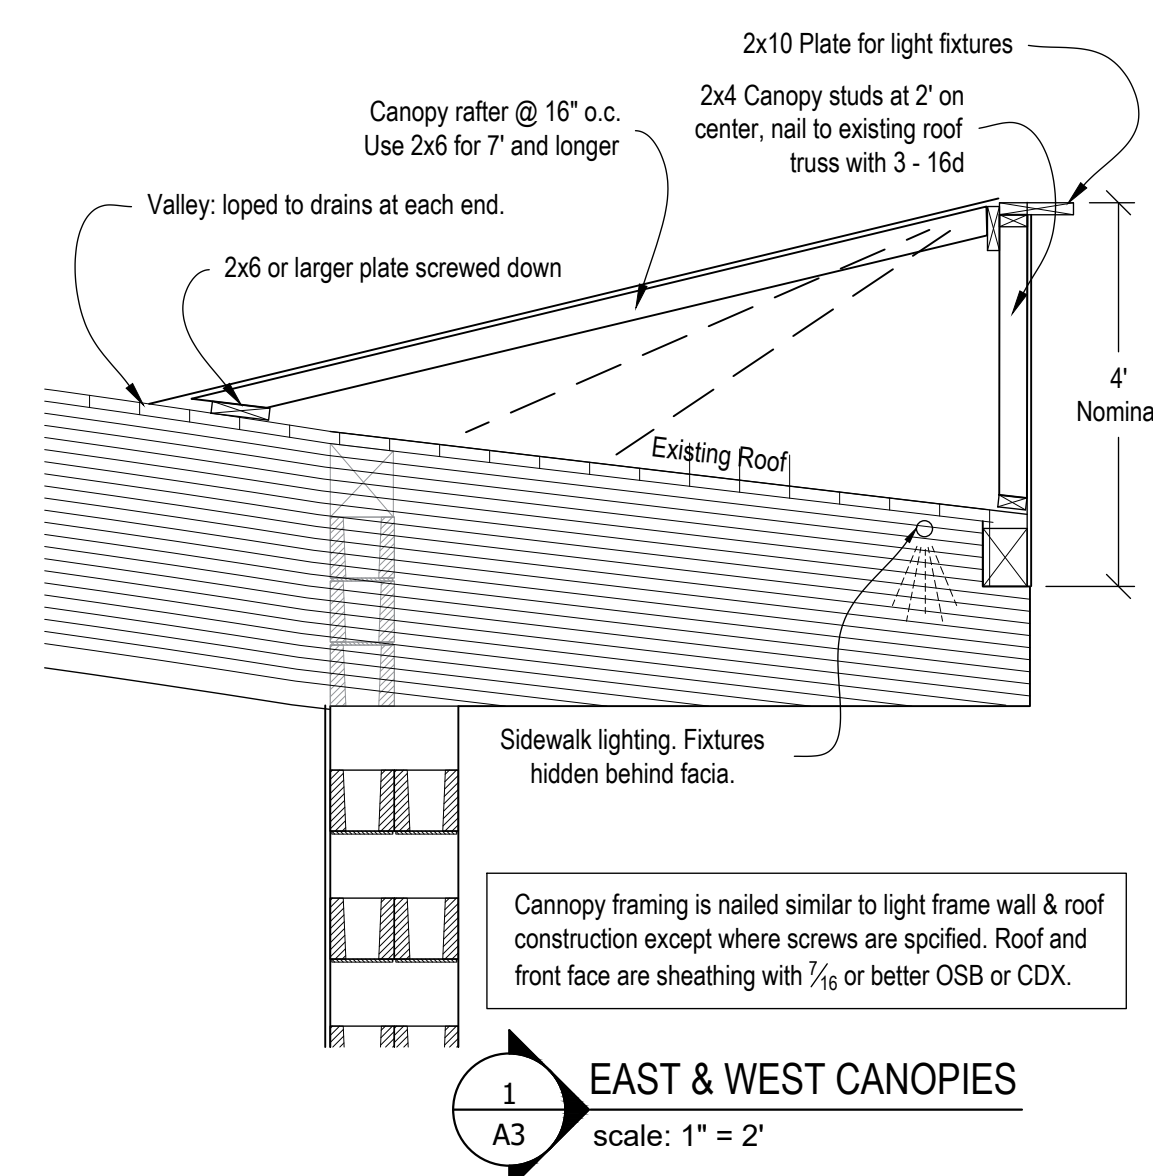 2x10 Plate for light fixtures
2x4 Canopy studs at 2' on
center, nail to existing roof
truss with 3 - 16d
Canopy rafter @ 16" o.c.
Use 2x6 for 7' and longer
Valley: loped to drains at each end.
2x6 or larger plate screwed down
4'
Nomina
Existing Roof
Sidewalk lighting. Fixtures
hidden behind facia.
Cannopy framing is nailed similar to light frame wall & roof
construction except where screws are spcified. Roof and
front face are sheathing with 7/16 or better OSB or CDX.
1
A3
EAST & WEST CANOPIES
scale: 1" = 2'